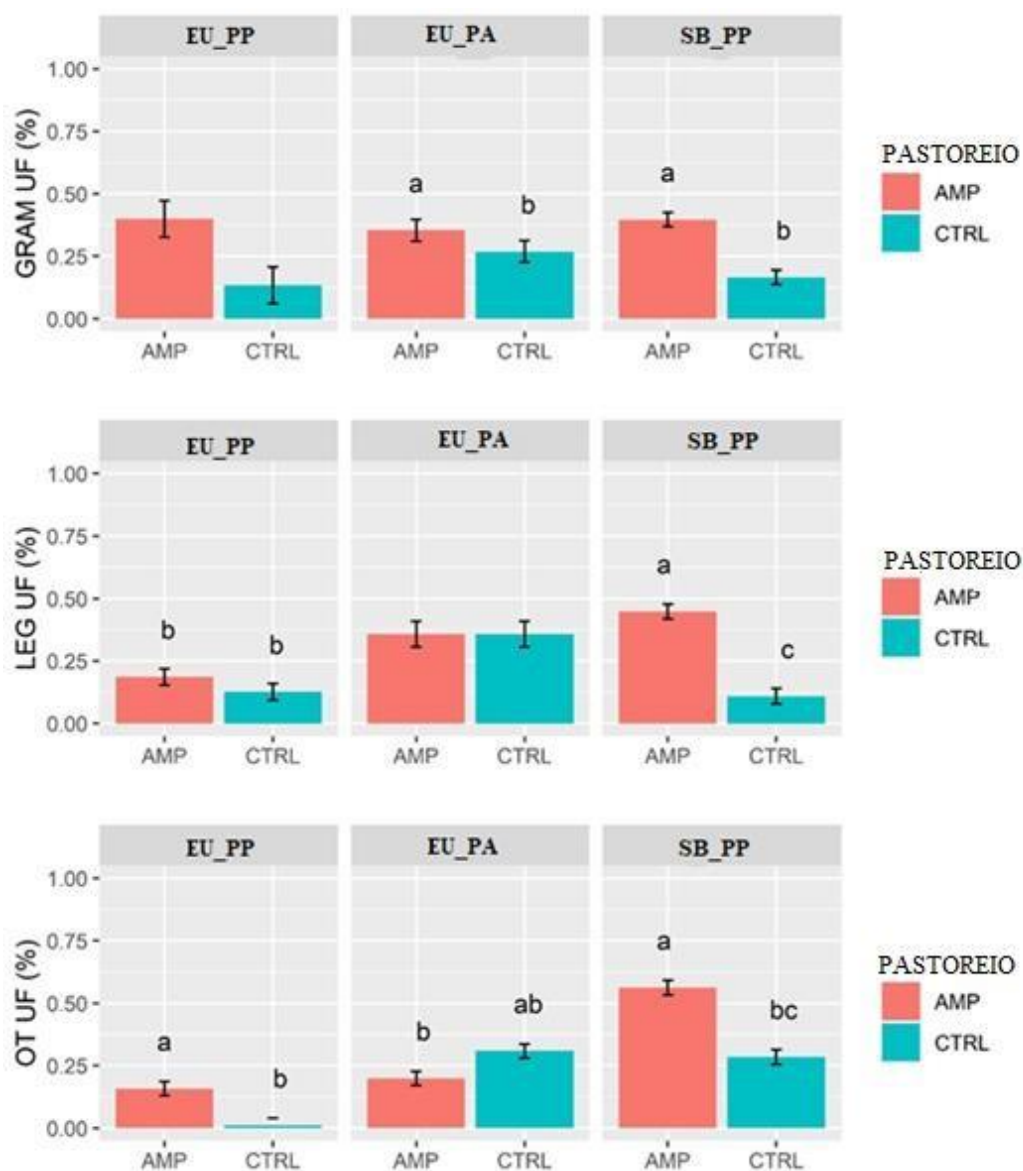 EU_PP EU_PA SB_PP
GRAM UF (%)
1.00
0.75
0.50
0.25
0.00
a b a b
AMP CTRL AMP CTRL AMP CTRL
PASTOREIO
AMP
CTRL
EU_PP EU_PA SB_PP
LEG UF (%)
1.00
0.75
0.50
0.25
0.00
b b a c
AMP CTRL AMP CTRL AMP CTRL
PASTOREIO
AMP
CTRL
EU_PP EU_PA SB_PP
OT UF (%)
1.00
0.75
0.50
0.25
0.00
a b b ab a bc
AMP CTRL AMP CTRL AMP CTRL
PASTOREIO
AMP
CTRL